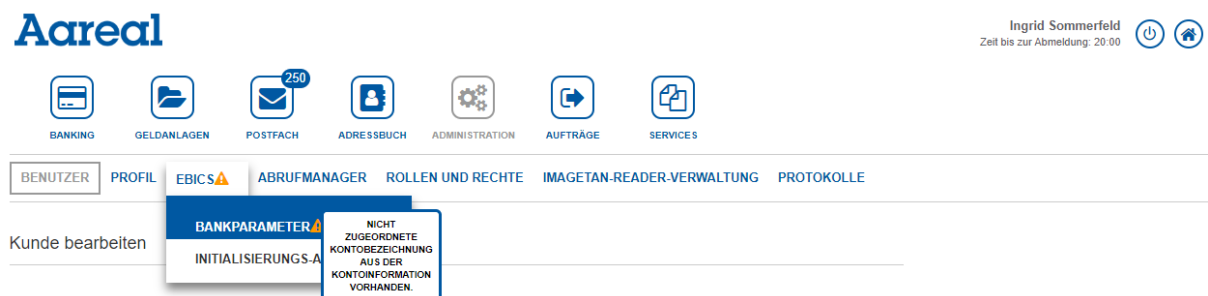 Aareal
Ingrid Sommerfeld
Zeit bis zur Abmeldung: 20:00
250
BANKING GELDANLAGEN POSTFACH ADRESSBUCH ADMINISTRATION AUFTRÄGE SERVICES
BENUTZER PROFIL EBICS ABRUFMANAGER ROLLEN UND RECHTE IMAGETAN-READER-VERWALTUNG PROTOKOLLE
BANKPARAMETER
Kunde bearbeiten
INITIALISIERUNGS-A
NICHT
ZUGEORDNETE
KONTOBEZEICHNUNG
AUS DER
KONTOINFORMATION
VORHANDEN.